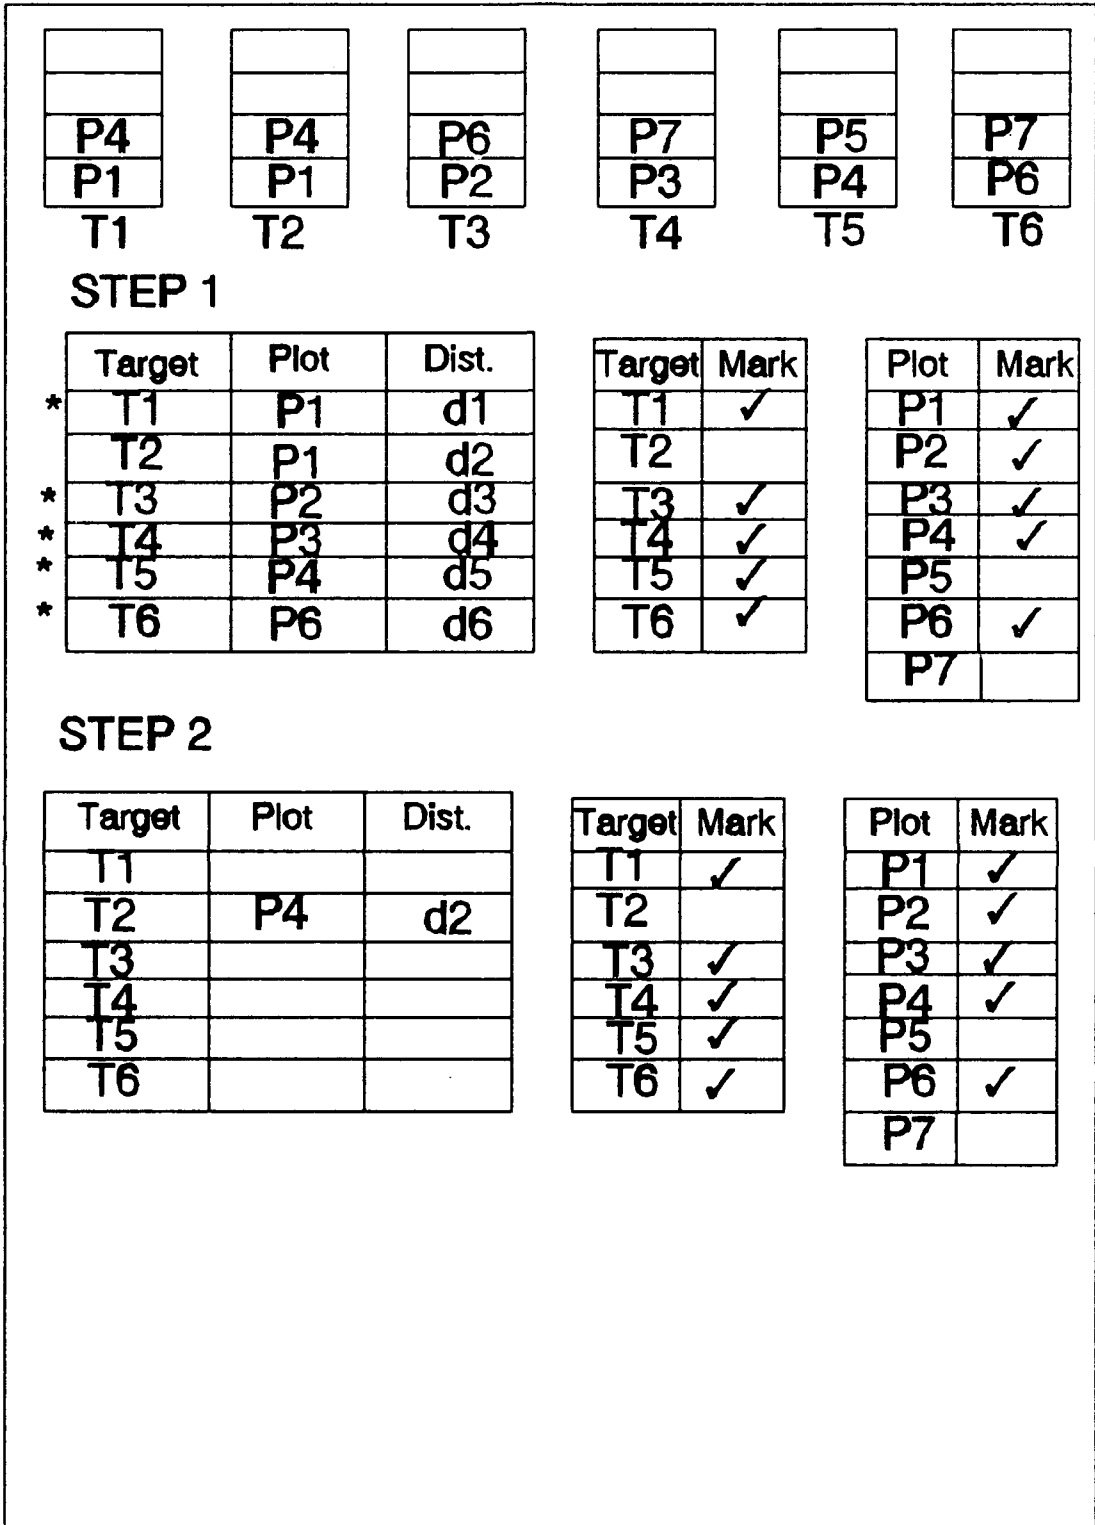 P4 P4 P6 P7 P5 P7
P1 P1 P2 P3 P4 P6
T1 T2 T3 T4 T5 T6
STEP 1
Target Plot Dist. Target Mark Plot Mark
* T1 P1 d1 T1 ✓ P1 ✓
T2 P1 d2 T2 P2 ✓
* T3 P2 d3 T3 ✓ P3 ✓
* T4 P3 d4 T4 ✓ P4 ✓
* T5 P4 d5 T5 ✓ P5
* T6 P6 d6 T6 ✓ P6 ✓
P7
STEP 2
Target Plot Dist. Target Mark Plot Mark
T1 T1 ✓ P1 ✓
T2 P4 d2 T2 P2 ✓
T3 T3 ✓ P3 ✓
T4 T4 ✓ P4 ✓
T5 T5 ✓ P5
T6 T6 ✓ P6 ✓
P7